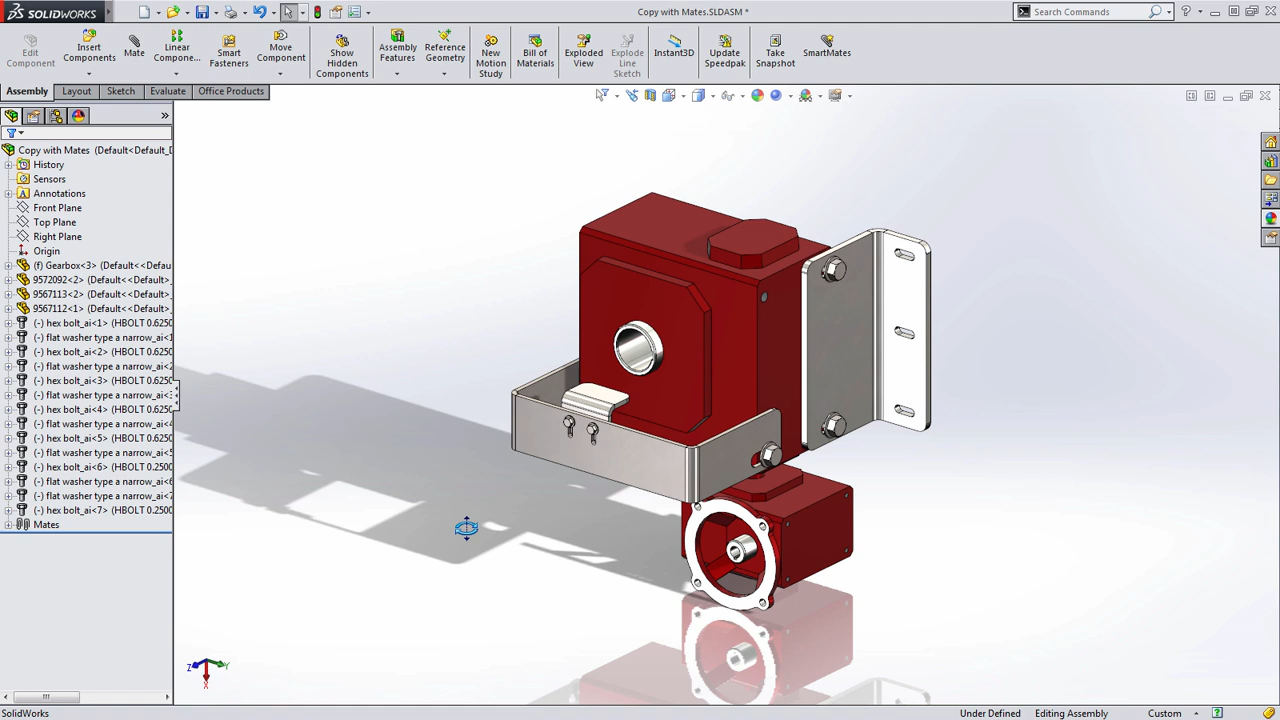 SOLIDWORKS
Copy with Mates.SLDASM *
Search Commands
Edit Component
Insert Components
Mate
Linear Compone...
Smart Fasteners
Move Component
Show Hidden Components
Assembly Features
Reference Geometry
New Motion Study
Bill of Materials
Exploded View
Explode Line Sketch
Instant3D
Update Speedpak
Take Snapshot
SmartMates
Assembly
Layout
Sketch
Evaluate
Office Products
Copy with Mates (Default<Default_D
History
Sensors
Annotations
Front Plane
Top Plane
Right Plane
Origin
(f) Gearbox<3> (Default<<Defau
9572092<2> (Default<<Default>_
9567113<2> (Default<<Default>_
9567112<1> (Default<<Default>_
(-) hex bolt_ai<1> (HBOLT 0.6250
(-) flat washer type a narrow_ai<1
(-) hex bolt_ai<2> (HBOLT 0.6250
(-) flat washer type a narrow_ai<2
(-) hex bolt_ai<3> (HBOLT 0.6250
(-) flat washer type a narrow_ai<3
(-) hex bolt_ai<4> (HBOLT 0.6250
(-) flat washer type a narrow_ai<4
(-) hex bolt_ai<5> (HBOLT 0.6250
(-) flat washer type a narrow_ai<5
(-) hex bolt_ai<6> (HBOLT 0.2500
(-) flat washer type a narrow_ai<6
(-) flat washer type a narrow_ai<7
(-) hex bolt_ai<7> (HBOLT 0.2500
Mates
Z
Y
X
SolidWorks
Under Defined
Editing Assembly
Custom